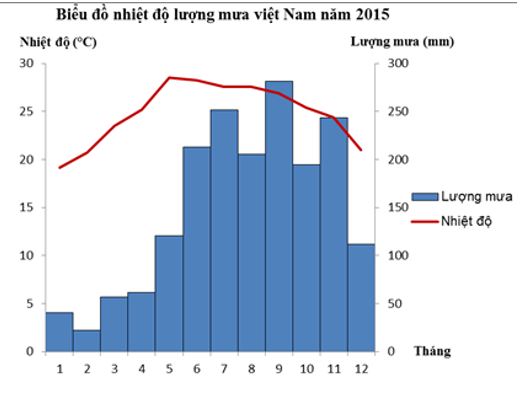 Biểu đồ nhiệt độ lượng mưa việt Nam năm 2015
Nhiệt độ (°C) Lượng mưa (mm)
30 300
25 250
20 200
15 150
10 100
5 50
0 0
Lượng mưa
Nhiệt độ
Tháng
1 2 3 4 5 6 7 8 9 10 11 12